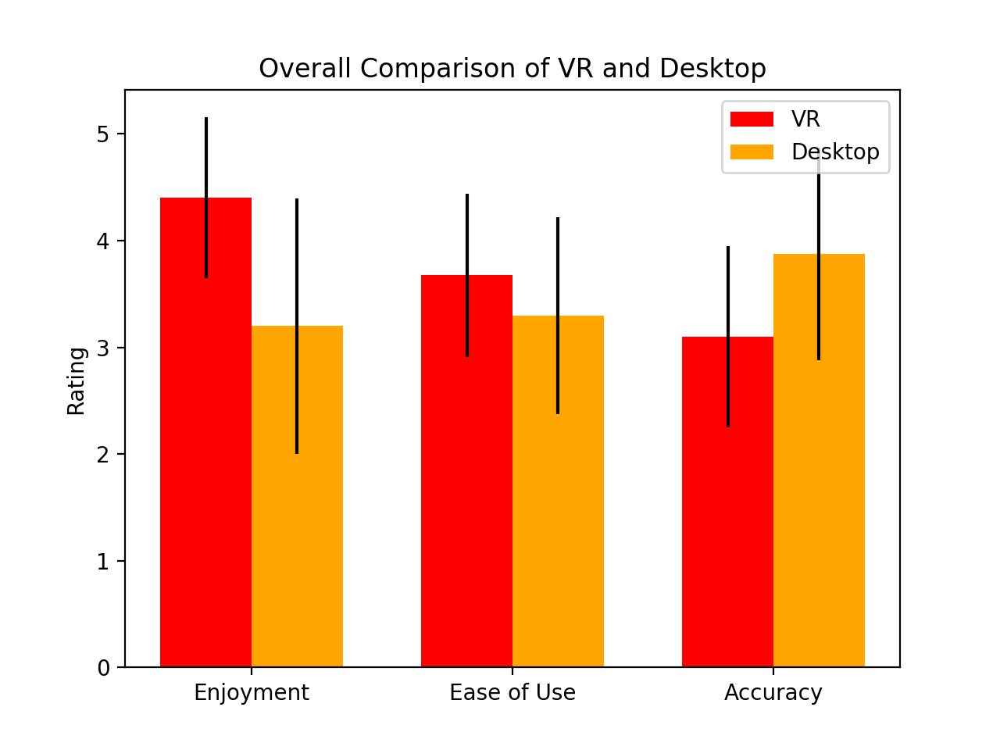 Overall Comparison of VR and Desktop
VR
Desktop
5
4
3
2
1
0
Rating
Enjoyment
Ease of Use
Accuracy